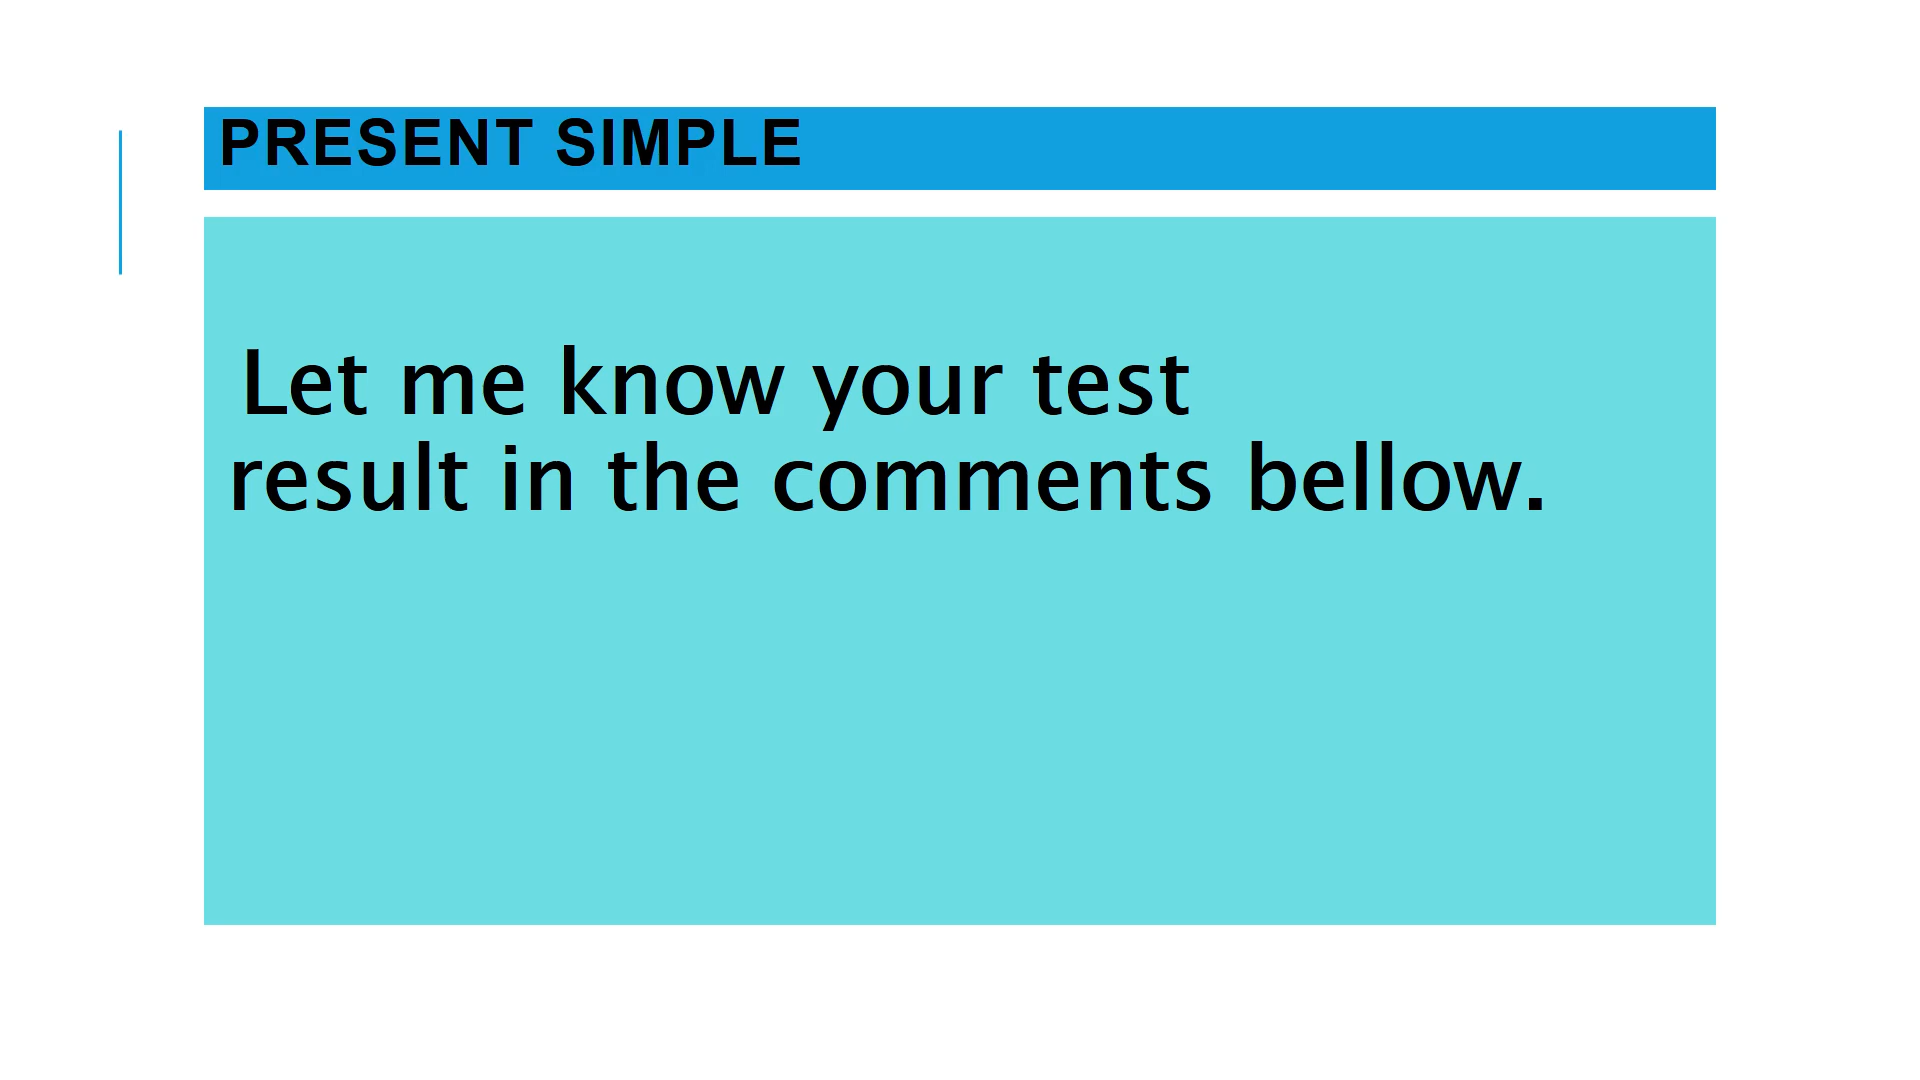 PRESENT SIMPLE
Let me know your test
result in the comments bellow.